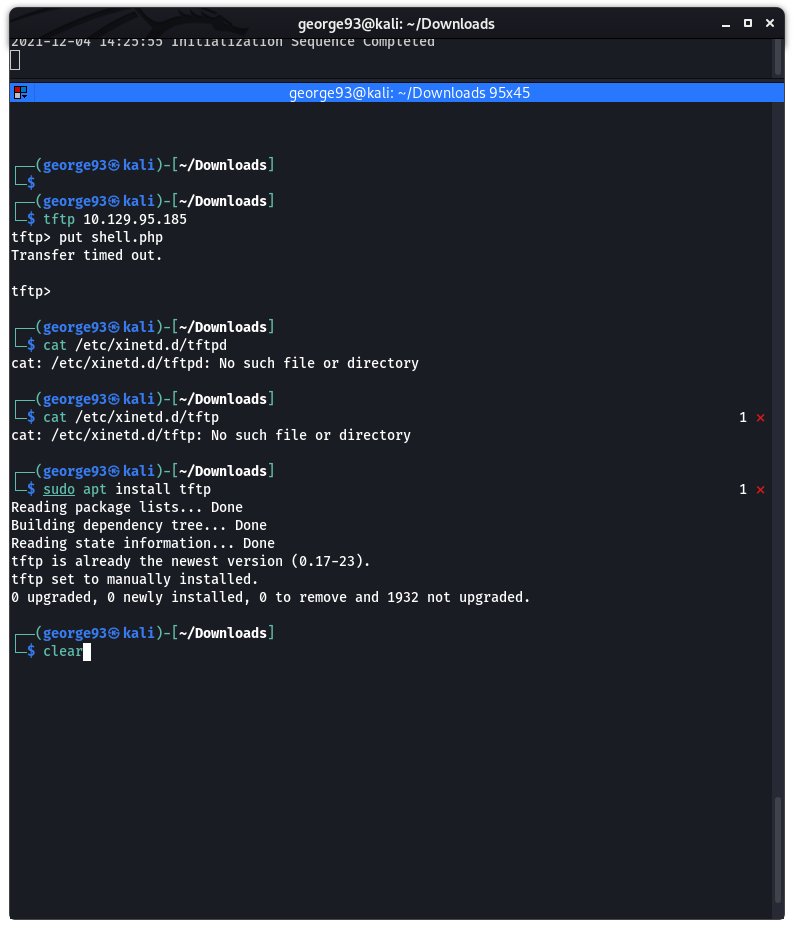 george93@kali: ~/Downloads
2021-12-04 14:25:55 Initialization Sequence Completed
george93@kali: ~/Downloads 95x45
┌──(george93㉿kali)-[~/Downloads]
└─$
┌──(george93㉿kali)-[~/Downloads]
└─$ tftp 10.129.95.185
tftp> put shell.php
Transfer timed out.
tftp>
┌──(george93㉿kali)-[~/Downloads]
└─$ cat /etc/xinetd.d/tftpd
cat: /etc/xinetd.d/tftpd: No such file or directory
┌──(george93㉿kali)-[~/Downloads]
└─$ cat /etc/xinetd.d/tftp 1 ⨯
cat: /etc/xinetd.d/tftp: No such file or directory
┌──(george93㉿kali)-[~/Downloads]
└─$ sudo apt install tftp 1 ⨯
Reading package lists... Done
Building dependency tree... Done
Reading state information... Done
tftp is already the newest version (0.17-23).
tftp set to manually installed.
0 upgraded, 0 newly installed, 0 to remove and 1932 not upgraded.
┌──(george93㉿kali)-[~/Downloads]
└─$ clear